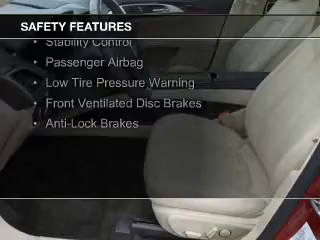 SAFETY FEATURES
• Stability Control
• Passenger Airbag
• Low Tire Pressure Warning
• Front Ventilated Disc Brakes
• Anti-Lock Brakes